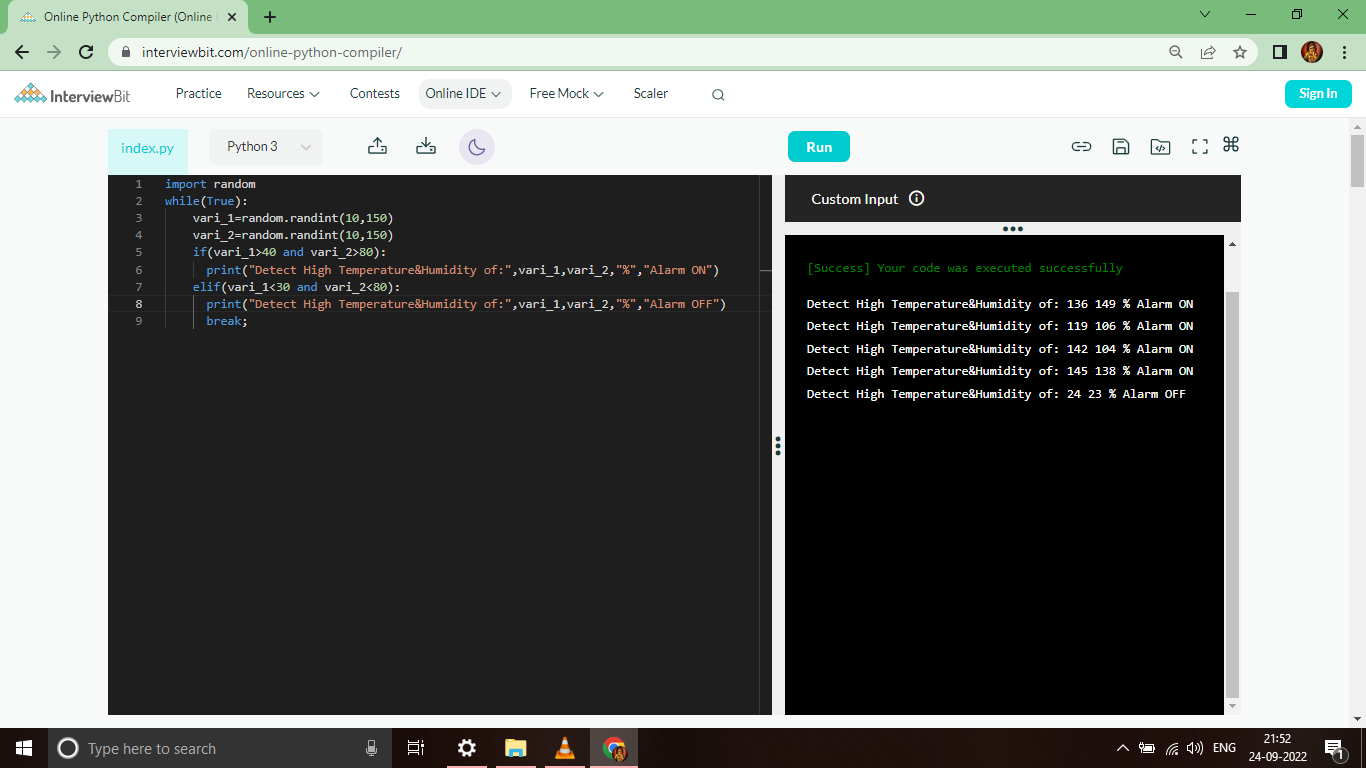 Online Python Compiler (Online
interviewbit.com/online-python-compiler/
InterviewBit
Practice
Resources
Contests
Online IDE
Free Mock
Scaler
Sign In
index.py
Python 3
Run
1 import random
2 while(True):
3 vari_1=random.randint(10,150)
4 vari_2=random.randint(10,150)
5 if(vari_1>40 and vari_2>80):
6 print("Detect High Temperature&Humidity of:",vari_1,vari_2,"%","Alarm ON")
7 elif(vari_1<30 and vari_2<80):
8 print("Detect High Temperature&Humidity of:",vari_1,vari_2,"%","Alarm OFF")
9 break;
Custom Input
[Success] Your code was executed successfully
Detect High Temperature&Humidity of: 136 149 % Alarm ON
Detect High Temperature&Humidity of: 119 106 % Alarm ON
Detect High Temperature&Humidity of: 142 104 % Alarm ON
Detect High Temperature&Humidity of: 145 138 % Alarm ON
Detect High Temperature&Humidity of: 24 23 % Alarm OFF
Type here to search
ENG
21:52
24-09-2022
1